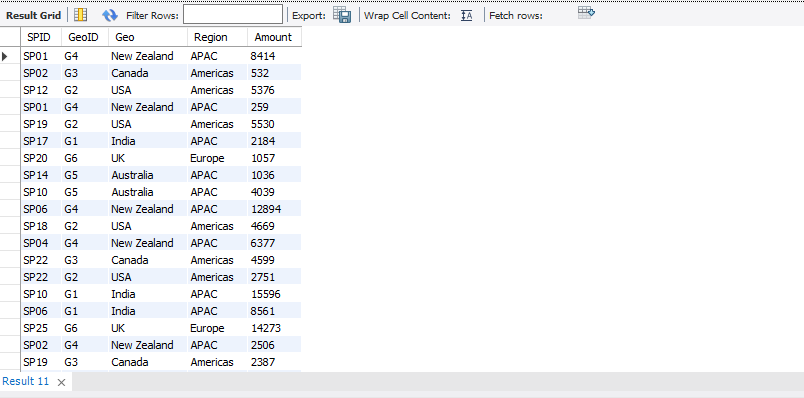 Result Grid Filter Rows: Export: Wrap Cell Content: Fetch rows:
SPID GeoID Geo Region Amount
SP01 G4 New Zealand APAC 8414
SP02 G3 Canada Americas 532
SP12 G2 USA Americas 5376
SP01 G4 New Zealand APAC 259
SP19 G2 USA Americas 5530
SP17 G1 India APAC 2184
SP20 G6 UK Europe 1057
SP14 G5 Australia APAC 1036
SP10 G5 Australia APAC 4039
SP06 G4 New Zealand APAC 12894
SP18 G2 USA Americas 4669
SP04 G4 New Zealand APAC 6377
SP22 G3 Canada Americas 4599
SP22 G2 USA Americas 2751
SP10 G1 India APAC 15596
SP06 G1 India APAC 8561
SP25 G6 UK Europe 14273
SP02 G4 New Zealand APAC 2506
SP19 G3 Canada Americas 2387
Result 11